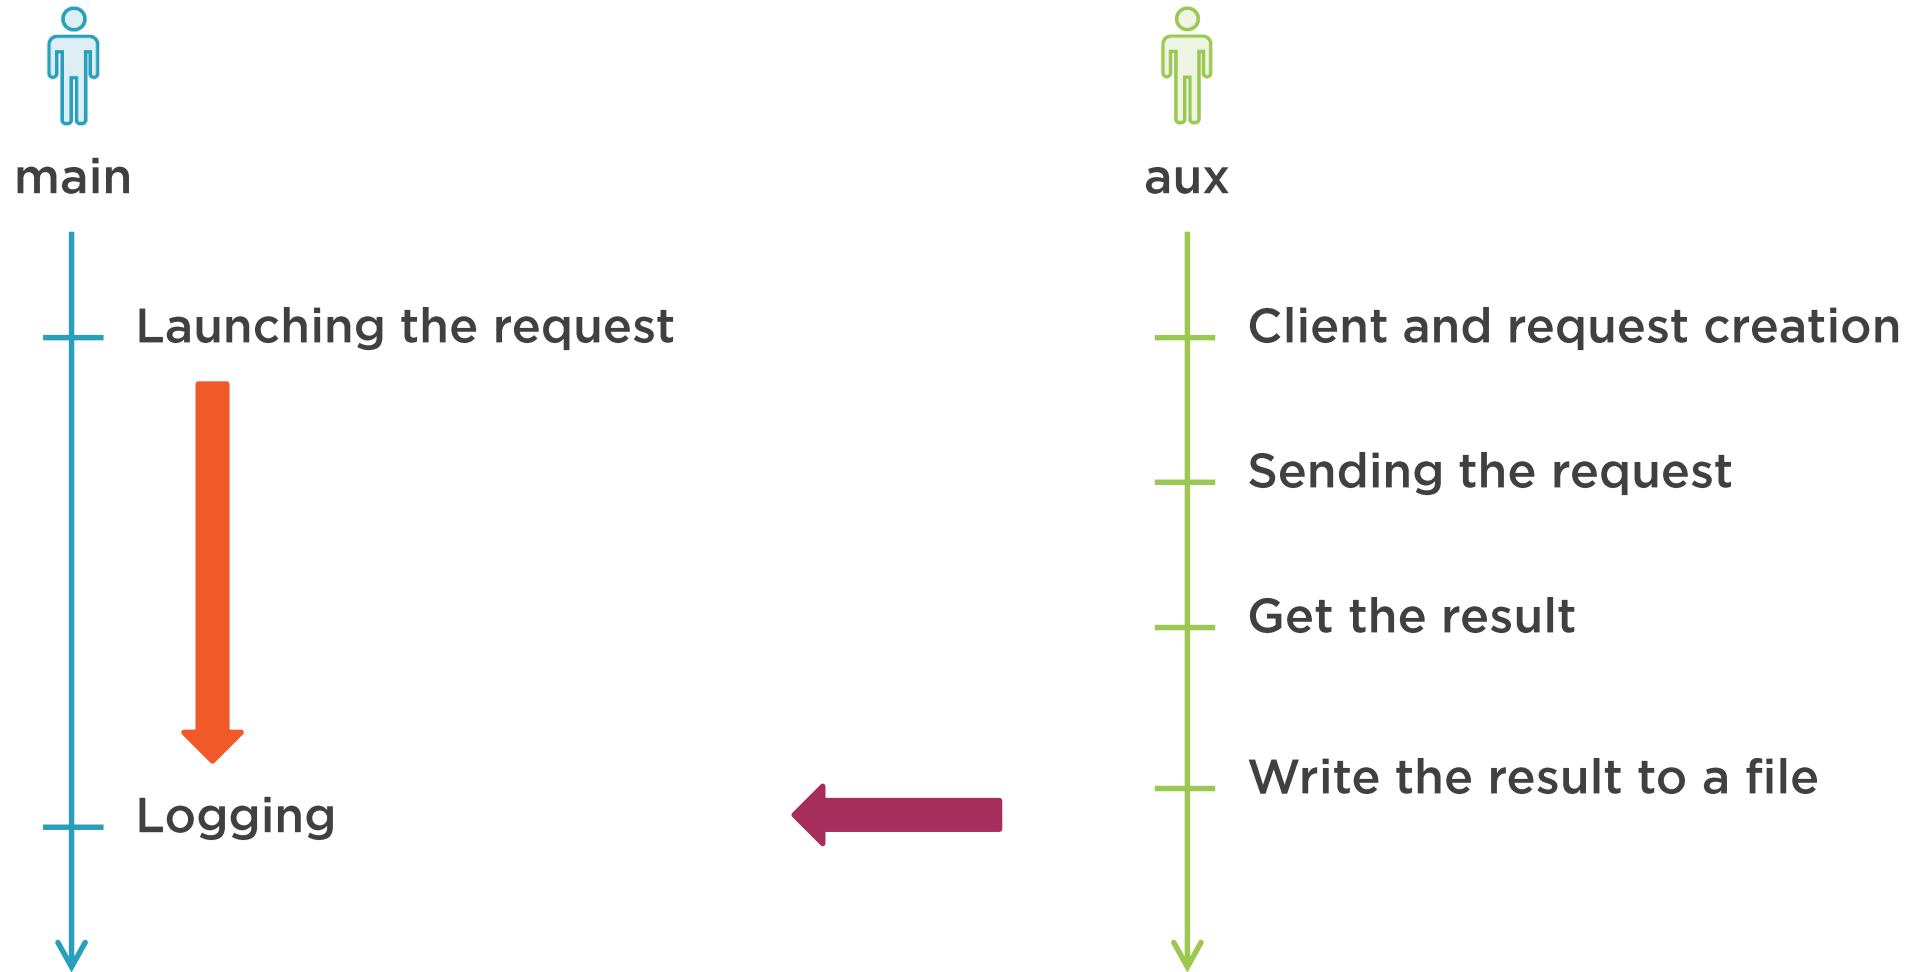 main
aux
Launching the request
Client and request creation
Sending the request
Get the result
Write the result to a file
Logging